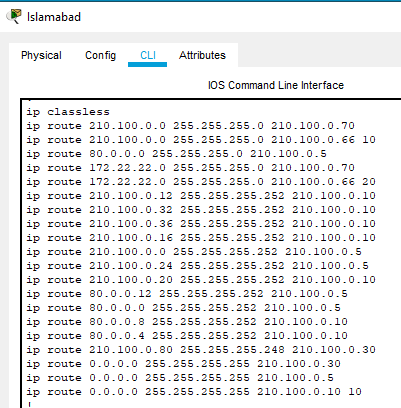 Islamabad
Physical Config CLI Attributes
IOS Command Line Interface
!
ip classless
ip route 210.100.0.0 255.255.255.0 210.100.0.70
ip route 210.100.0.0 255.255.255.0 210.100.0.66 10
ip route 80.0.0.0 255.255.255.0 210.100.0.5
ip route 172.22.22.0 255.255.255.0 210.100.0.70
ip route 172.22.22.0 255.255.255.0 210.100.0.66 20
ip route 210.100.0.12 255.255.255.252 210.100.0.10
ip route 210.100.0.32 255.255.255.252 210.100.0.10
ip route 210.100.0.36 255.255.255.252 210.100.0.10
ip route 210.100.0.16 255.255.255.252 210.100.0.10
ip route 210.100.0.0 255.255.255.252 210.100.0.5
ip route 210.100.0.24 255.255.255.252 210.100.0.5
ip route 210.100.0.20 255.255.255.252 210.100.0.10
ip route 80.0.0.12 255.255.255.252 210.100.0.5
ip route 80.0.0.0 255.255.255.252 210.100.0.5
ip route 80.0.0.8 255.255.255.252 210.100.0.10
ip route 80.0.0.4 255.255.255.252 210.100.0.10
ip route 210.100.0.80 255.255.255.248 210.100.0.30
ip route 0.0.0.0 255.255.255.255 210.100.0.30
ip route 0.0.0.0 255.255.255.255 210.100.0.5
ip route 0.0.0.0 255.255.255.255 210.100.0.10 10
!